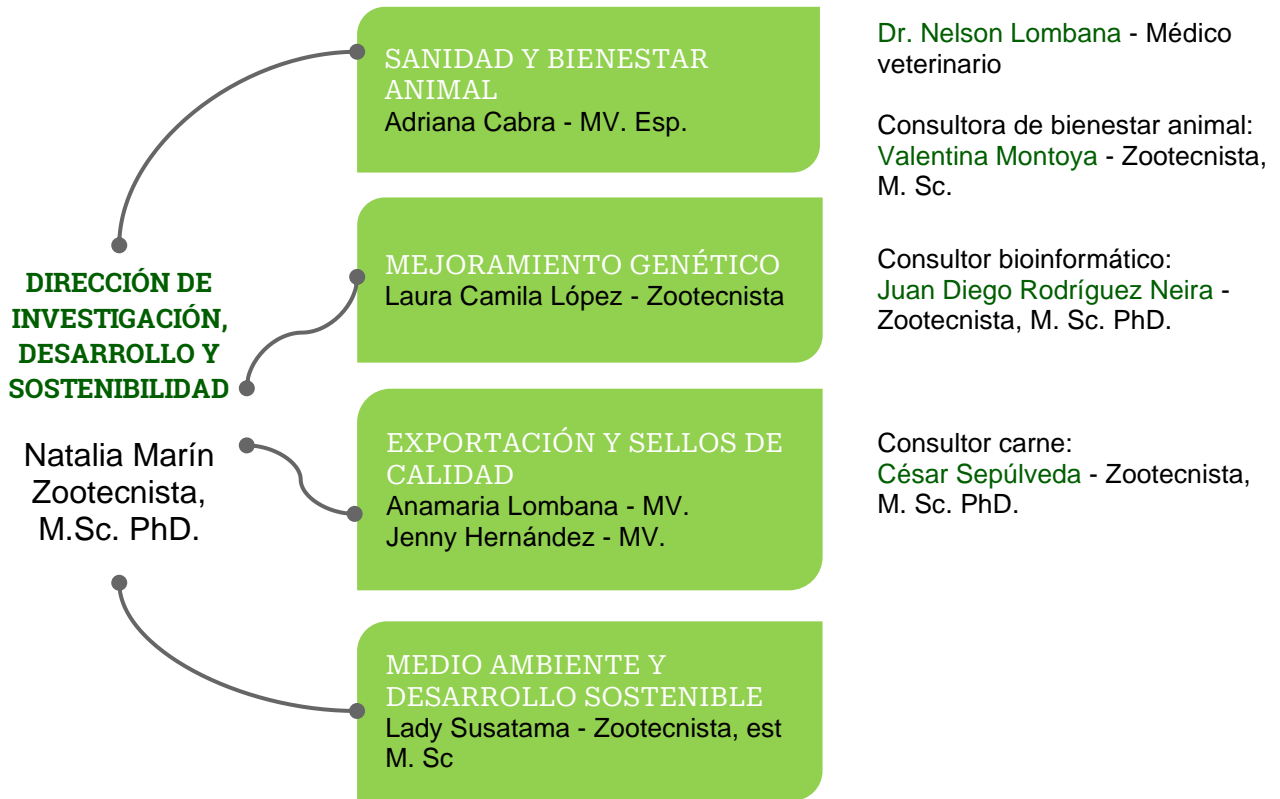 DIRECCIÓN DE
INVESTIGACIÓN,
DESARROLLO Y
SOSTENIBILIDAD
Natalia Marín
Zootecnista,
M.Sc. PhD.
SANIDAD Y BIENESTAR
ANIMAL
Adriana Cabra - MV. Esp.
Dr. Nelson Lombana - Médico
veterinario
Consultora de bienestar animal:
Valentina Montoya - Zootecnista,
M. Sc.
MEJORAMIENTO GENÉTICO
Laura Camila López - Zootecnista
Consultor bioinformático:
Juan Diego Rodríguez Neira -
Zootecnista, M. Sc. PhD.
EXPORTACIÓN Y SELLOS DE
CALIDAD
Anamaria Lombana - MV.
Jenny Hernández - MV.
Consultor carne:
César Sepúlveda - Zootecnista,
M. Sc. PhD.
MEDIO AMBIENTE Y
DESARROLLO SOSTENIBLE
Lady Susatama - Zootecnista, est
M. Sc